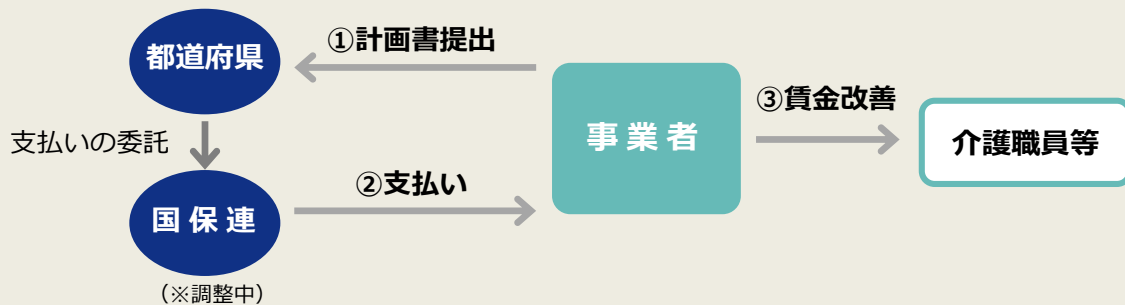 都道府県
①計画書提出
事業者
③賃金改善
介護職員等
支払いの委託
②支払い
国保連
（※調整中）